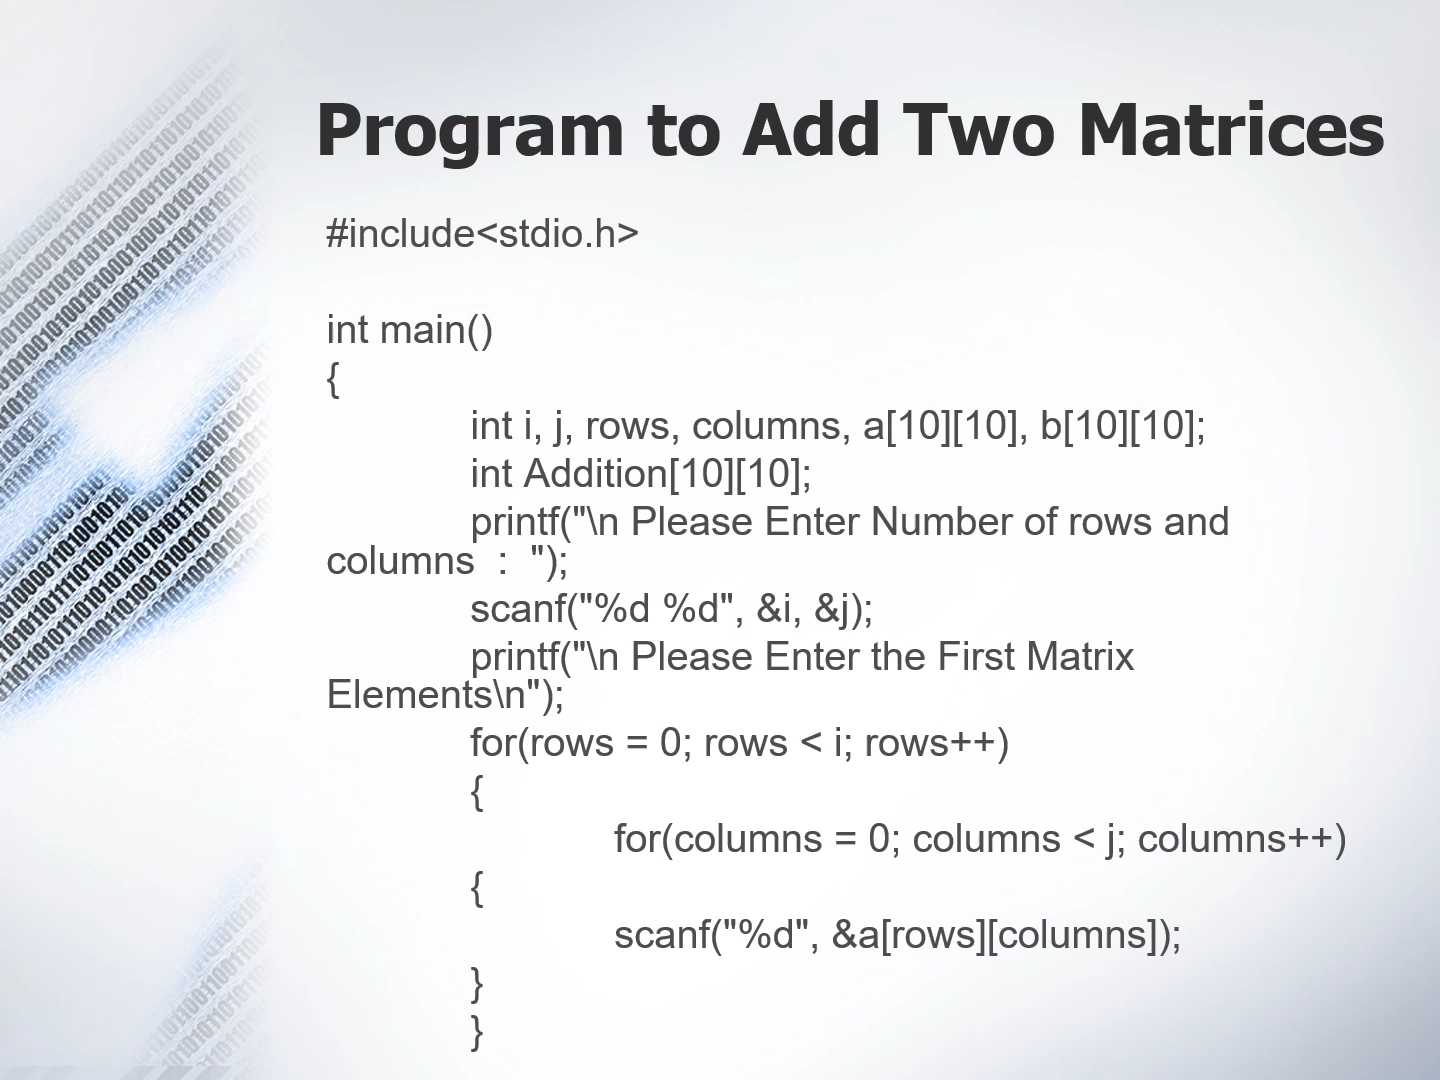 Program to Add Two Matrices
#include<stdio.h>
int main()
{
int i, j, rows, columns, a[10][10], b[10][10];
int Addition[10][10];
printf("\n Please Enter Number of rows and
columns  :  ");
scanf("%d %d", &i, &j);
printf("\n Please Enter the First Matrix
Elements\n");
for(rows = 0; rows < i; rows++)
{
for(columns = 0; columns < j; columns++)
{
scanf("%d", &a[rows][columns]);
}
}